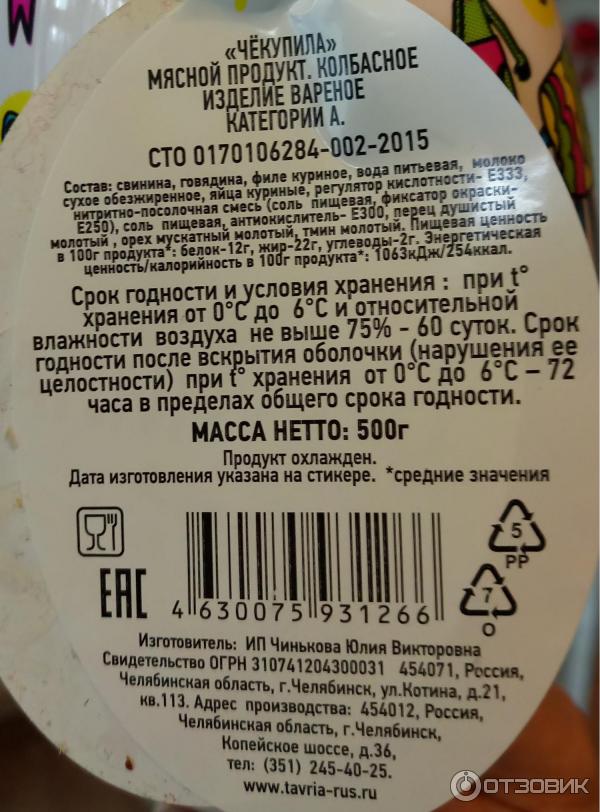 «ЧЁКУПИЛА»
МЯСНОЙ ПРОДУКТ. КОЛБАСНОЕ
ИЗДЕЛИЕ ВАРЕНОЕ
КАТЕГОРИИ А.
СТО 0170106284-002-2015
Состав: свинина, говядина, филе куриное, вода питьевая, молоко
сухое обезжиренное, яйца куриные, регулятор кислотности- Е333,
нитритно-посолочная смесь (соль пищевая, фиксатор окраски-
Е250), соль пищевая, антиокислитель- Е300, перец душистый
молотый , орех мускатный молотый, тмин молотый. Пищевая ценность
в 100г продукта*: белок-12г, жир-22г, углеводы-2г. Энергетическая
ценность/калорийность в 100г продукта*: 1063кДж/254ккал.
Срок годности и условия хранения : при t°
хранения от 0°С до 6°С и относительной
влажности воздуха не выше 75% - 60 суток. Срок
годности после вскрытия оболочки (нарушения ее
целостности) при t° хранения от 0°С до 6°С – 72
часа в пределах общего срока годности.
МАССА НЕТТО: 500г
Продукт охлажден.
Дата изготовления указана на стикере. *средние значения
5
PP
7
O
EAC
4 630075 931266
Изготовитель: ИП Чинькова Юлия Викторовна
Свидетельство ОГРН 310741204300031 454071, Россия,
Челябинская область, г.Челябинск, ул.Котина, д.21,
кв.113. Адрес производства: 454012, Россия,
Челябинская область, г.Челябинск,
Копейское шоссе, д.36,
тел: (351) 245-40-25.
www.tavria-rus.ru
ОТЗОВИК